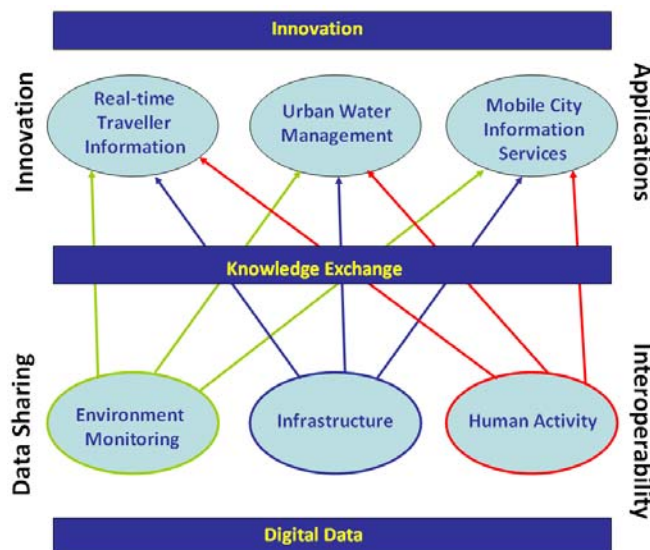 Innovation
Innovation
Real-time
Traveller
Information
Urban Water
Management
Mobile City
Information
Services
Applications
Knowledge Exchange
Data Sharing
Environment
Monitoring
Infrastructure
Human Activity
Interoperability
Digital Data